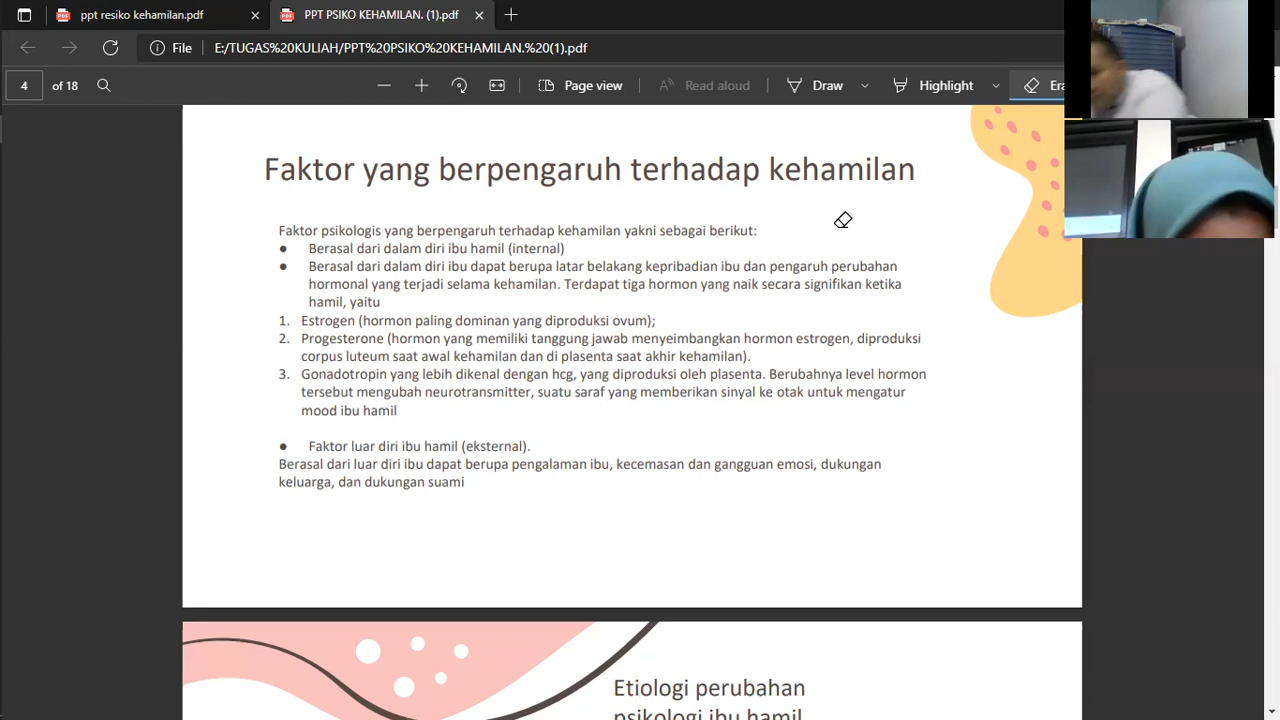 ppt resiko kehamilan.pdf
PPT PSIKO KEHAMILAN. (1).pdf
File
E:/TUGAS%20KULIAH/PPT%20PSIKO%20KEHAMILAN.%20(1).pdf
4 of 18
Page view
Read aloud
Draw
Highlight
Era
Faktor yang berpengaruh terhadap kehamilan
Faktor psikologis yang berpengaruh terhadap kehamilan yakni sebagai berikut:
● Berasal dari dalam diri ibu hamil (internal)
● Berasal dari dalam diri ibu dapat berupa latar belakang kepribadian ibu dan pengaruh perubahan
hormonal yang terjadi selama kehamilan. Terdapat tiga hormon yang naik secara signifikan ketika
hamil, yaitu
1. Estrogen (hormon paling dominan yang diproduksi ovum);
2. Progesterone (hormon yang memiliki tanggung jawab menyeimbangkan hormon estrogen, diproduksi
corpus luteum saat awal kehamilan dan di plasenta saat akhir kehamilan).
3. Gonadotropin yang lebih dikenal dengan hcg, yang diproduksi oleh plasenta. Berubahnya level hormon
tersebut mengubah neurotransmitter, suatu saraf yang memberikan sinyal ke otak untuk mengatur
mood ibu hamil
● Faktor luar diri ibu hamil (eksternal).
Berasal dari luar diri ibu dapat berupa pengalaman ibu, kecemasan dan gangguan emosi, dukungan
keluarga, dan dukungan suami
Etiologi perubahan
psikologi ibu hamil